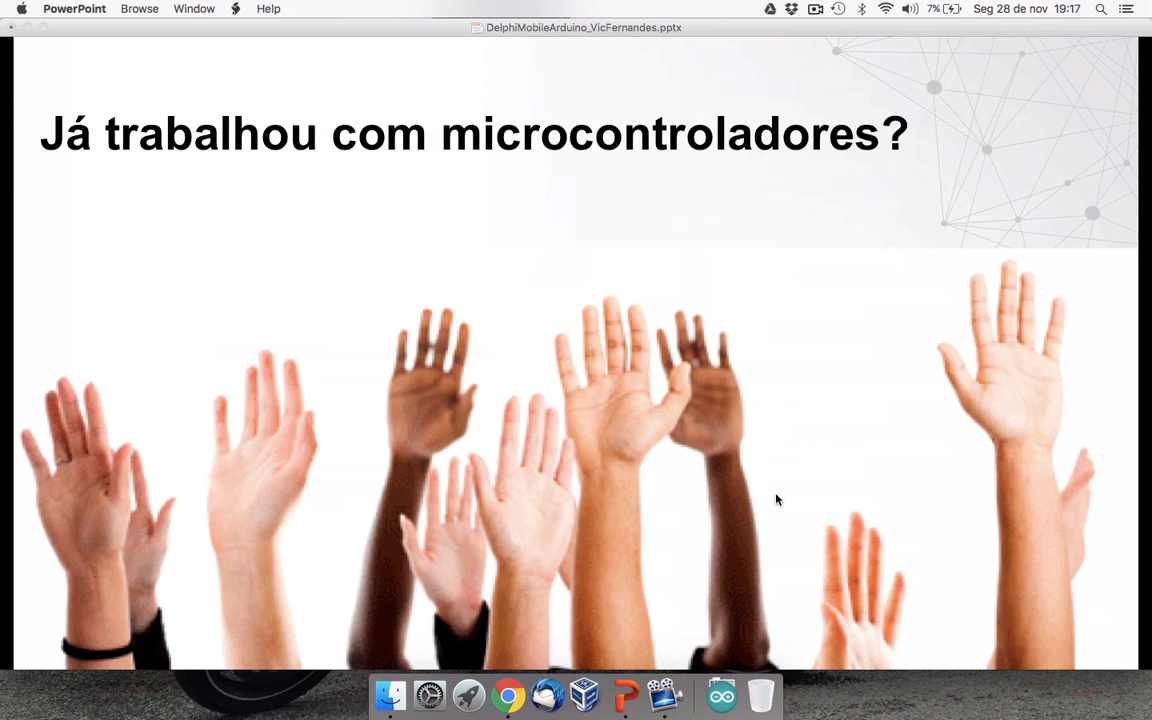 PowerPoint Browse Window Help 7% Seg 28 de nov 19:17
DelphiMobileArduino_VicFernandes.pptx
Já trabalhou com microcontroladores?